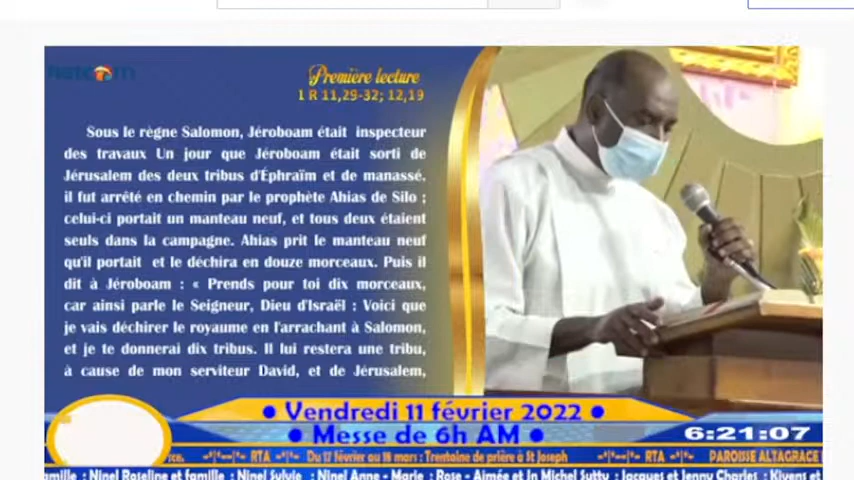 netcom
Première lecture
1 R 11,29-32; 12,19
Sous le règne Salomon, Jéroboam était inspecteur
des travaux Un jour que Jéroboam était sorti de
Jérusalem des deux tribus d'Éphraïm et de manassé.
il fut arrêté en chemin par le prophète Ahias de Silo ;
celui-ci portait un manteau neuf, et tous deux étaient
seuls dans la campagne. Ahias prit le manteau neuf
qu'il portait et le déchira en douze morceaux. Puis il
dit à Jéroboam : « Prends pour toi dix morceaux,
car ainsi parle le Seigneur, Dieu d'Israël : Voici que
je vais déchirer le royaume en l'arrachant à Salomon,
et je te donnerai dix tribus. Il lui restera une tribu,
à cause de mon serviteur David, et de Jérusalem,
• Vendredi 11 février 2022 •
• Messe de 6h AM •
6:21:07
RTA -*|*- Du 17 février au 18 mars : Trentaine de prière à St Joseph -*|--|*- RTA -*|*- PAROISSE ALTAGRACE
amille : Ninel Roseline et famille : Ninel Sylvie : Ninel Anne - Marie : Rose - Aimée et In Michel Sutty : Jacques et Jenny Charles : Kivens et